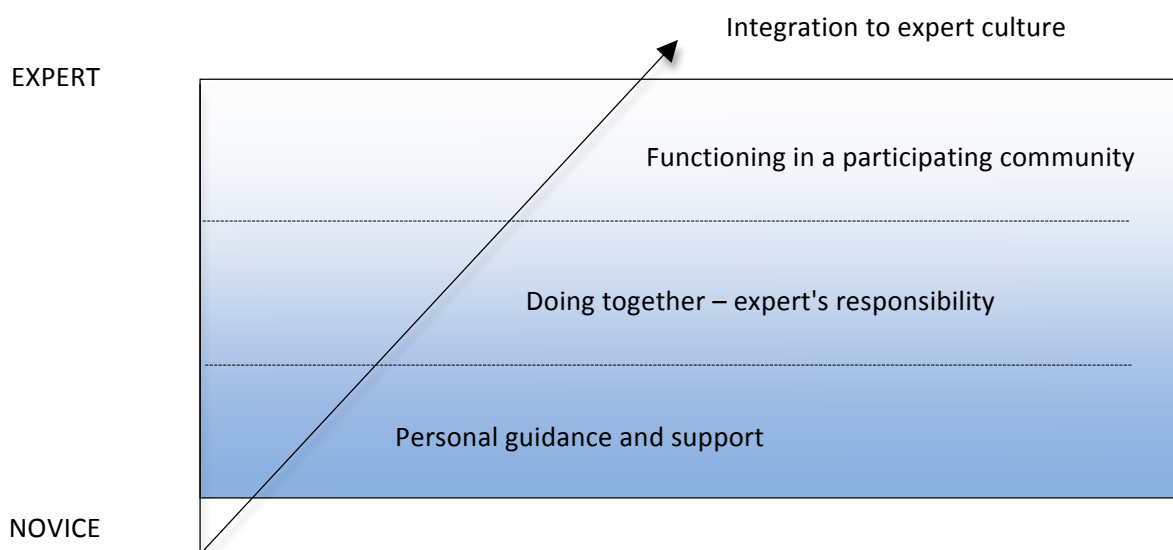 Integration to expert culture
EXPERT
Functioning in a participating community
Doing together – expert's responsibility
Personal guidance and support
NOVICE